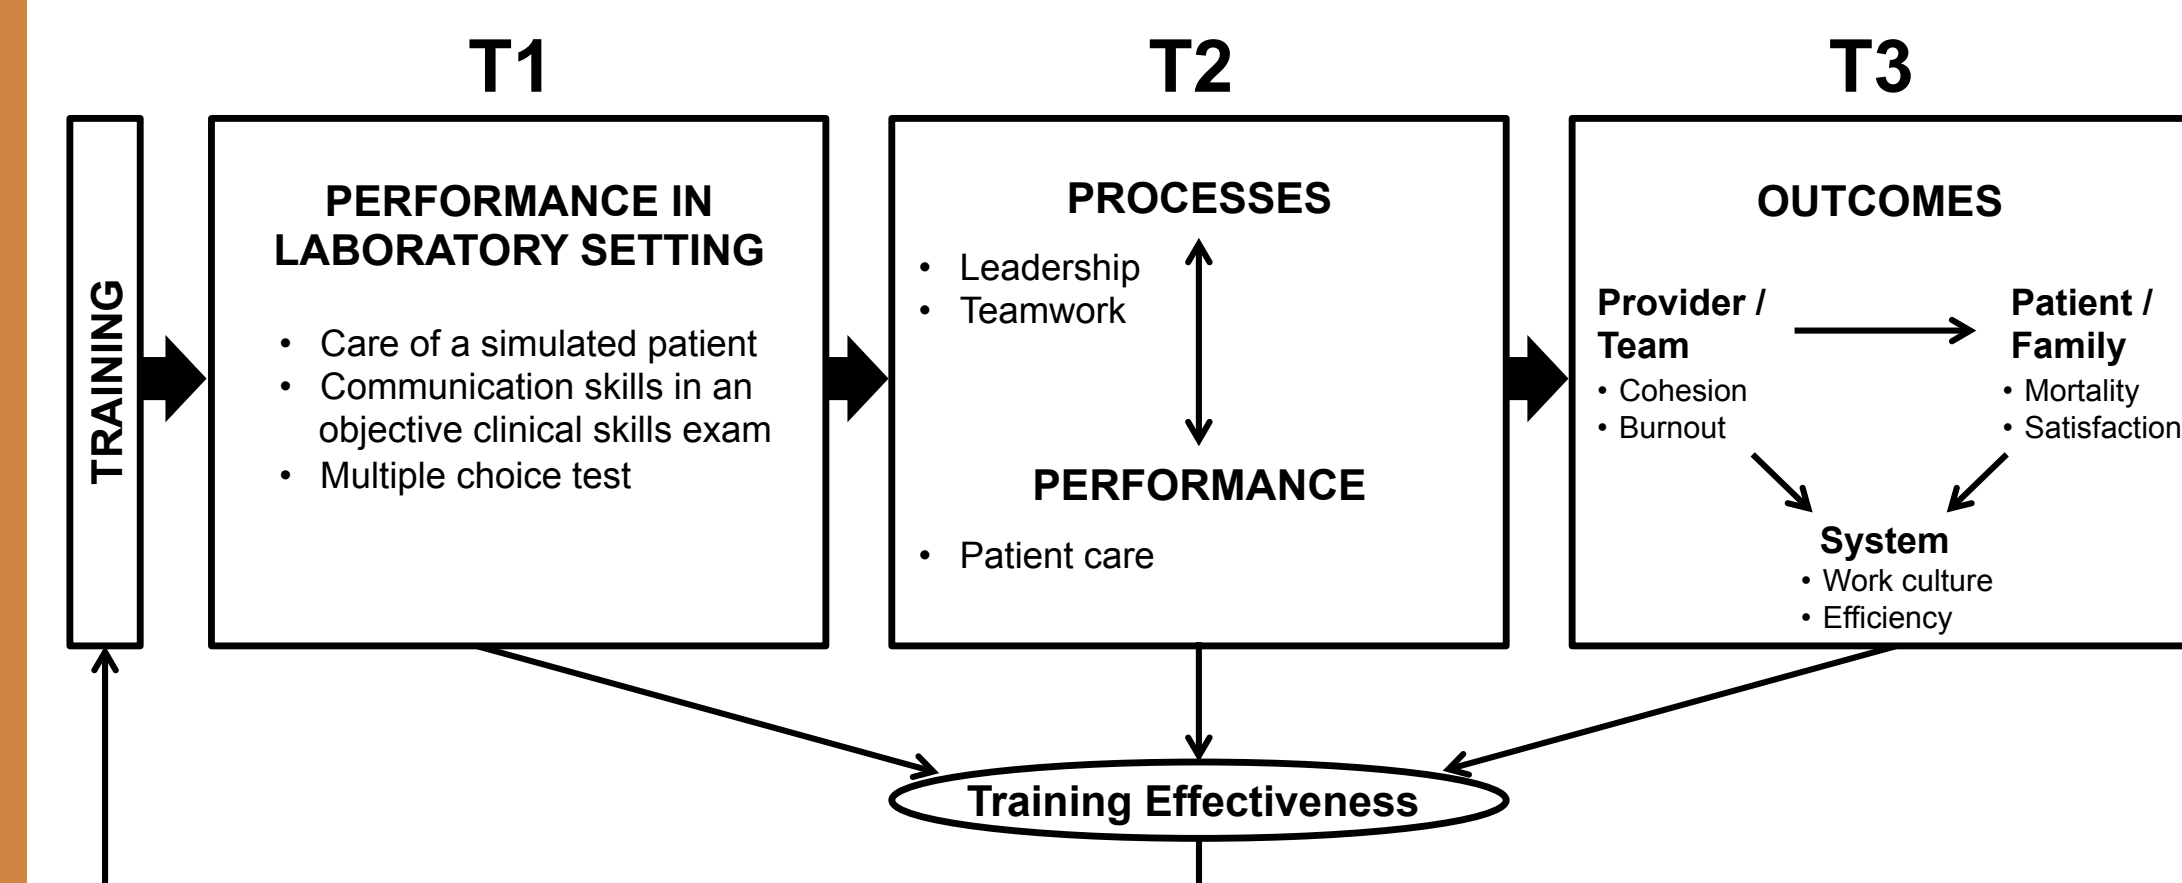 T1
T2
T3
TRAINING
PERFORMANCE IN
LABORATORY SETTING
• Care of a simulated patient
• Communication skills in an
objective clinical skills exam
• Multiple choice test
PROCESSES
• Leadership
• Teamwork
PERFORMANCE
• Patient care
OUTCOMES
Provider /
Team
• Cohesion
• Burnout
Patient /
Family
• Mortality
• Satisfaction
System
• Work culture
• Efficiency
Training Effectiveness